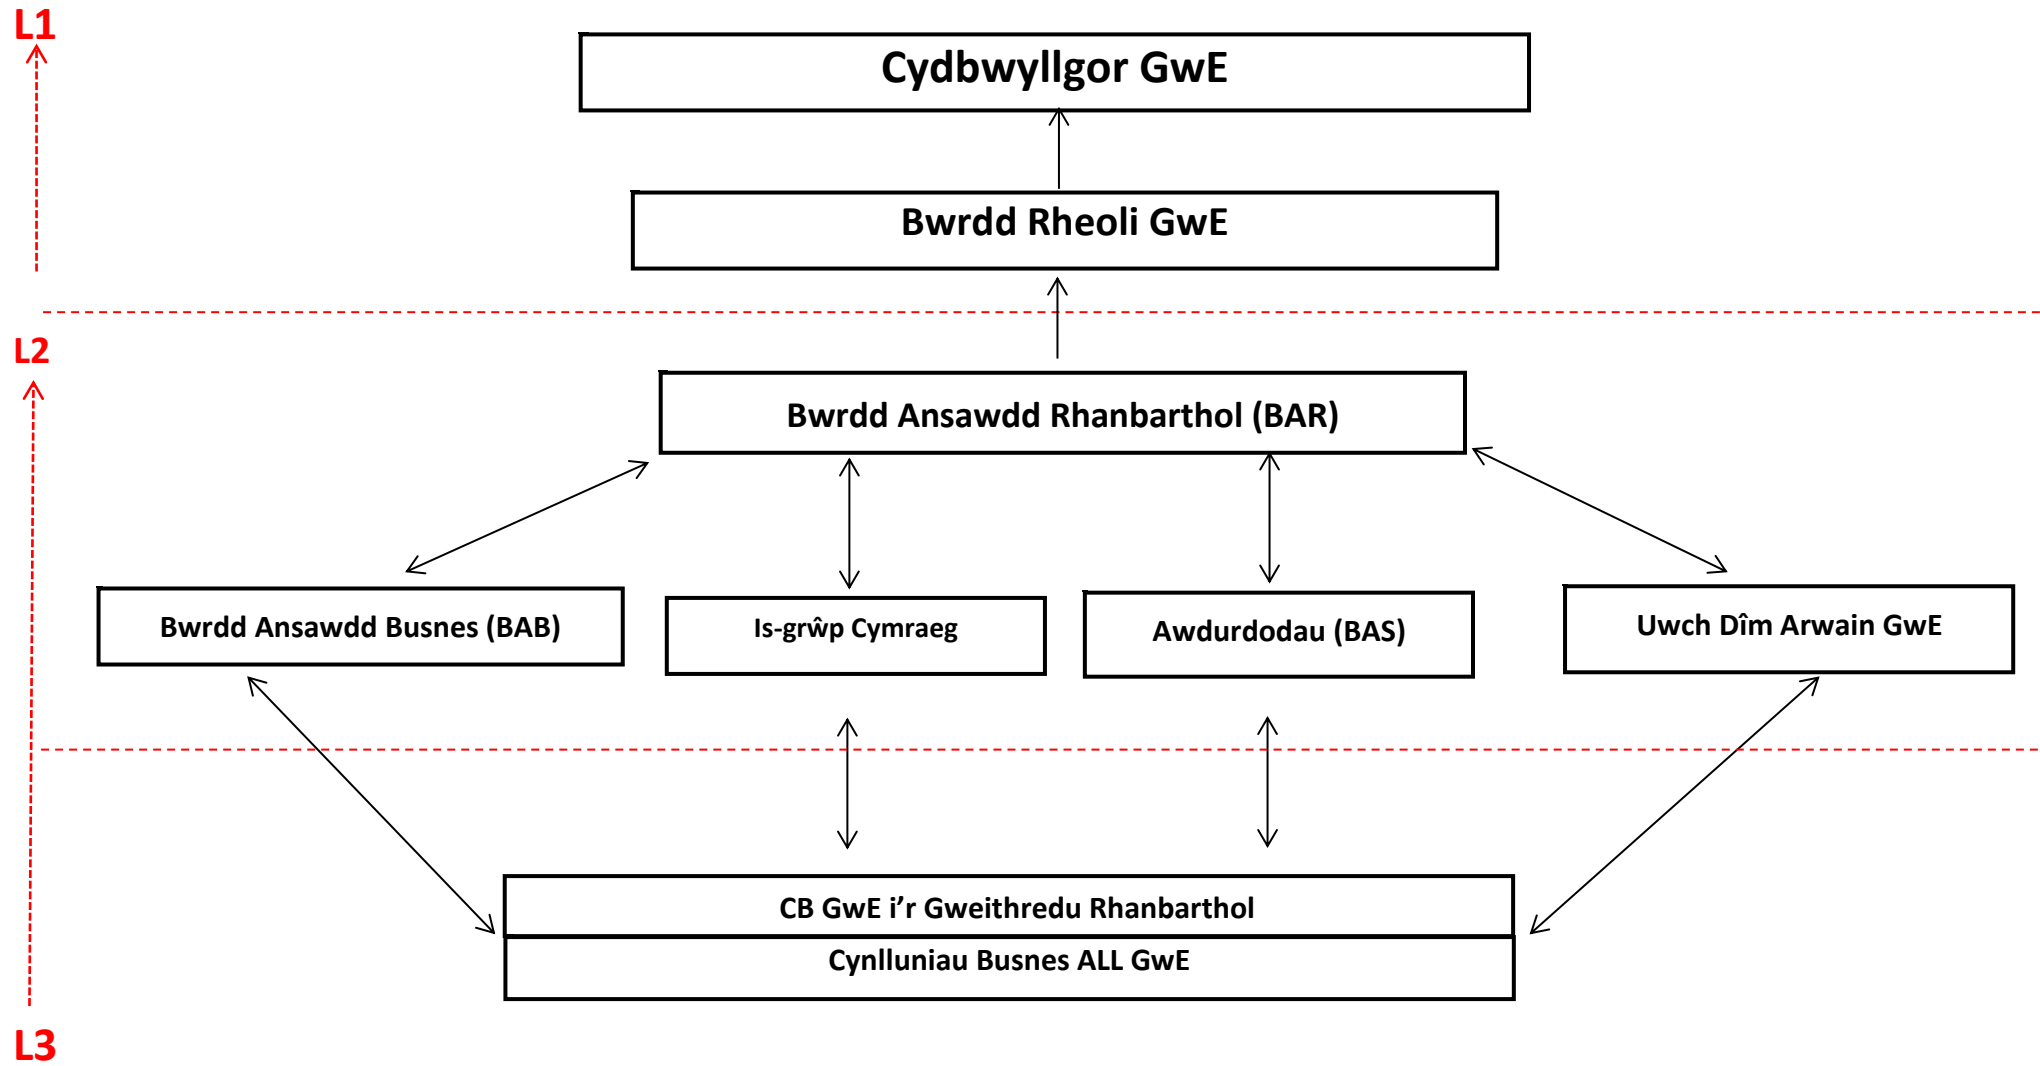 L1
Cydbwyllgor GwE
Bwrdd Rheoli GwE
L2
Bwrdd Ansawdd Rhanbarthol (BAR)
Bwrdd Ansawdd Busnes (BAB)
Is-grŵp Cymraeg
Awdurdodau (BAS)
Uwch Dîm Arwain GwE
CB GwE i’r Gweithredu Rhanbarthol
Cynlluniau Busnes ALL GwE
L3